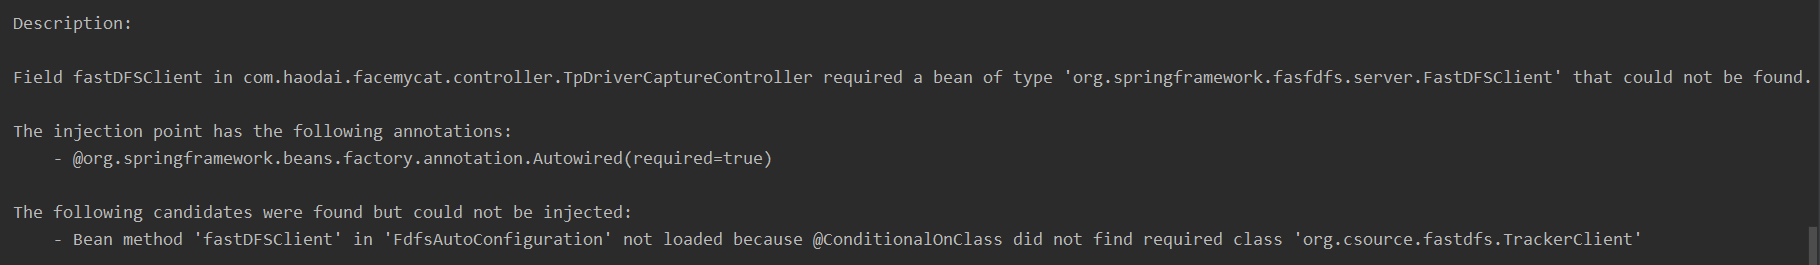 Description:
Field fastDFSClient in com.haodai.facemycat.controller.TpDriverCaptureController required a bean of type 'org.springframework.fasfdfs.server.FastDFSClient' that could not be found.
The injection point has the following annotations:
- @org.springframework.beans.factory.annotation.Autowired(required=true)
The following candidates were found but could not be injected:
- Bean method 'fastDFSClient' in 'FdfsAutoConfiguration' not loaded because @ConditionalOnClass did not find required class 'org.csource.fastdfs.TrackerClient'